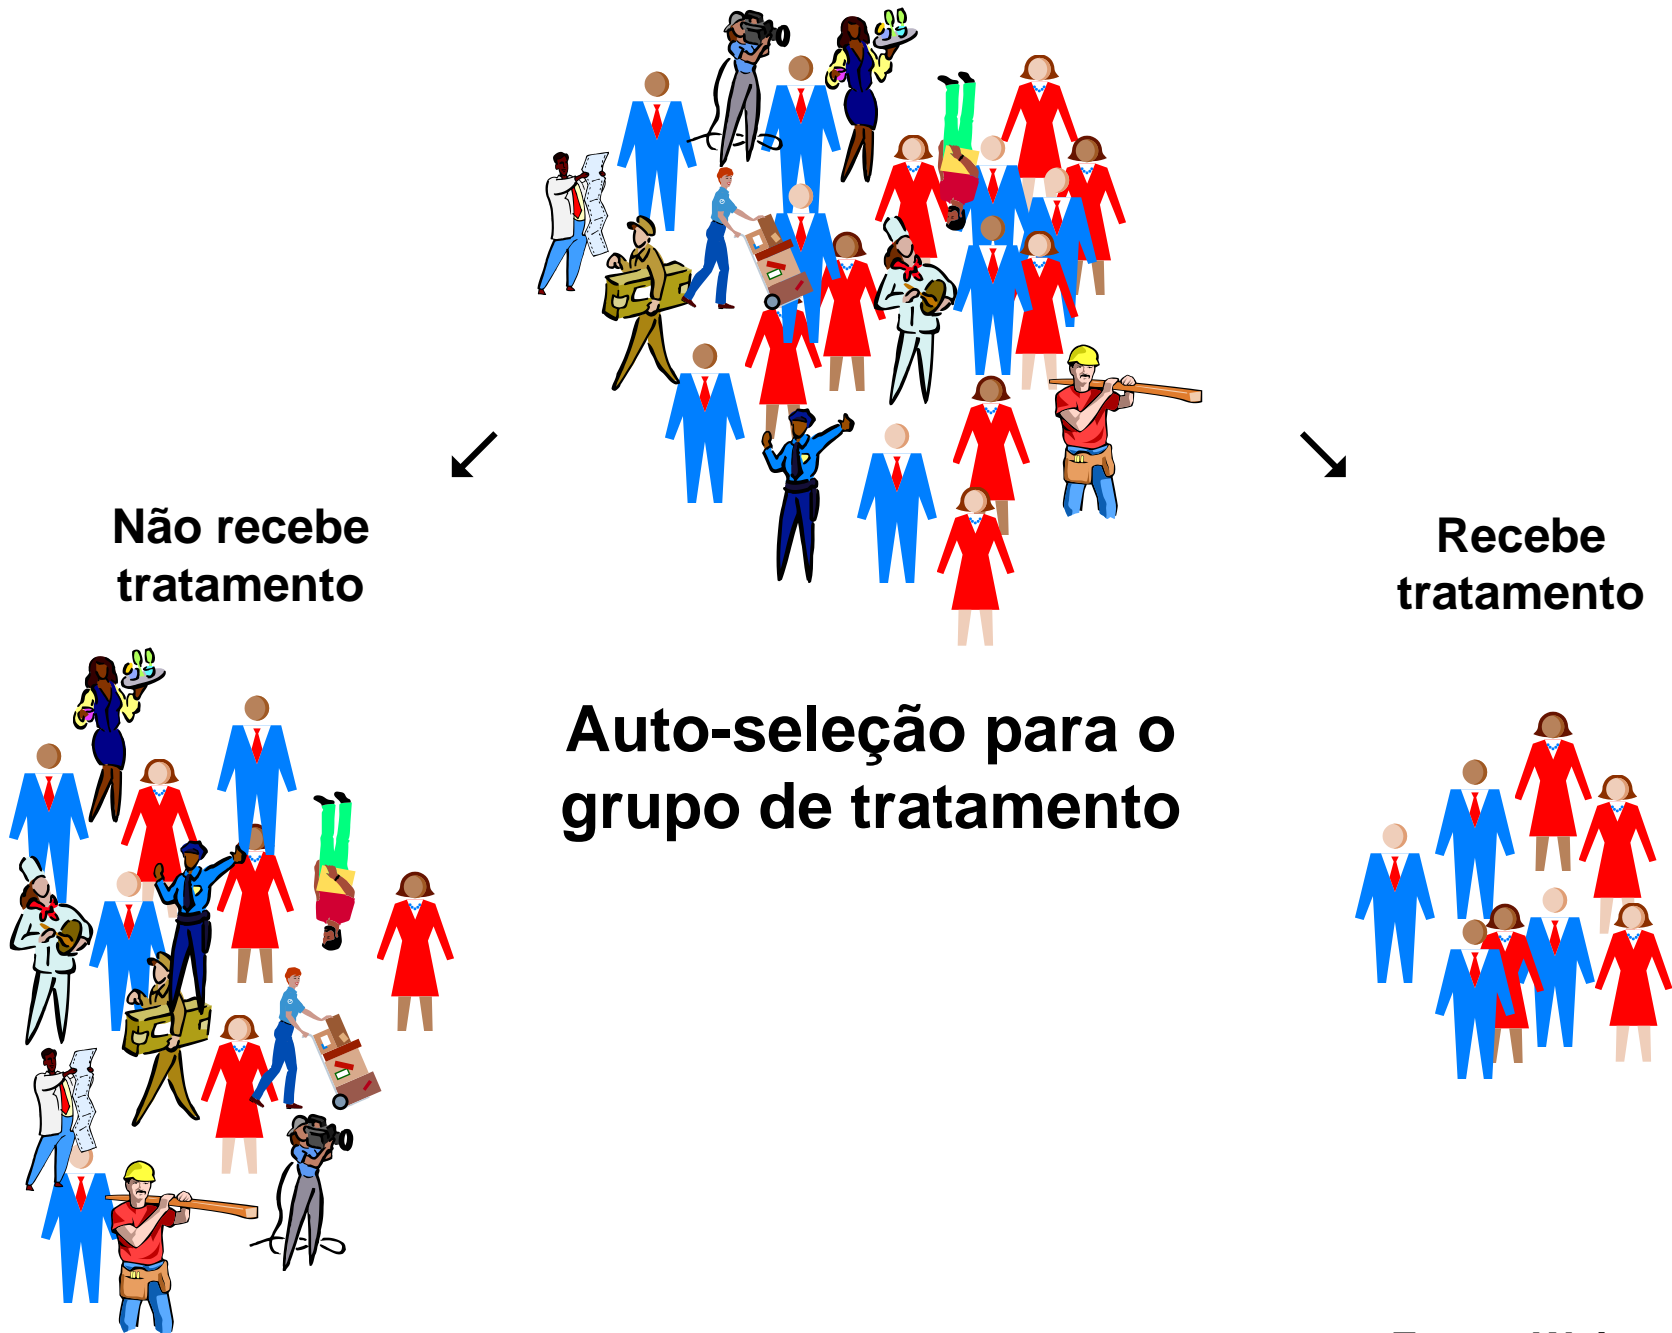 Não recebe
tratamento
Recebe
tratamento
Auto-seleção para o
grupo de tratamento